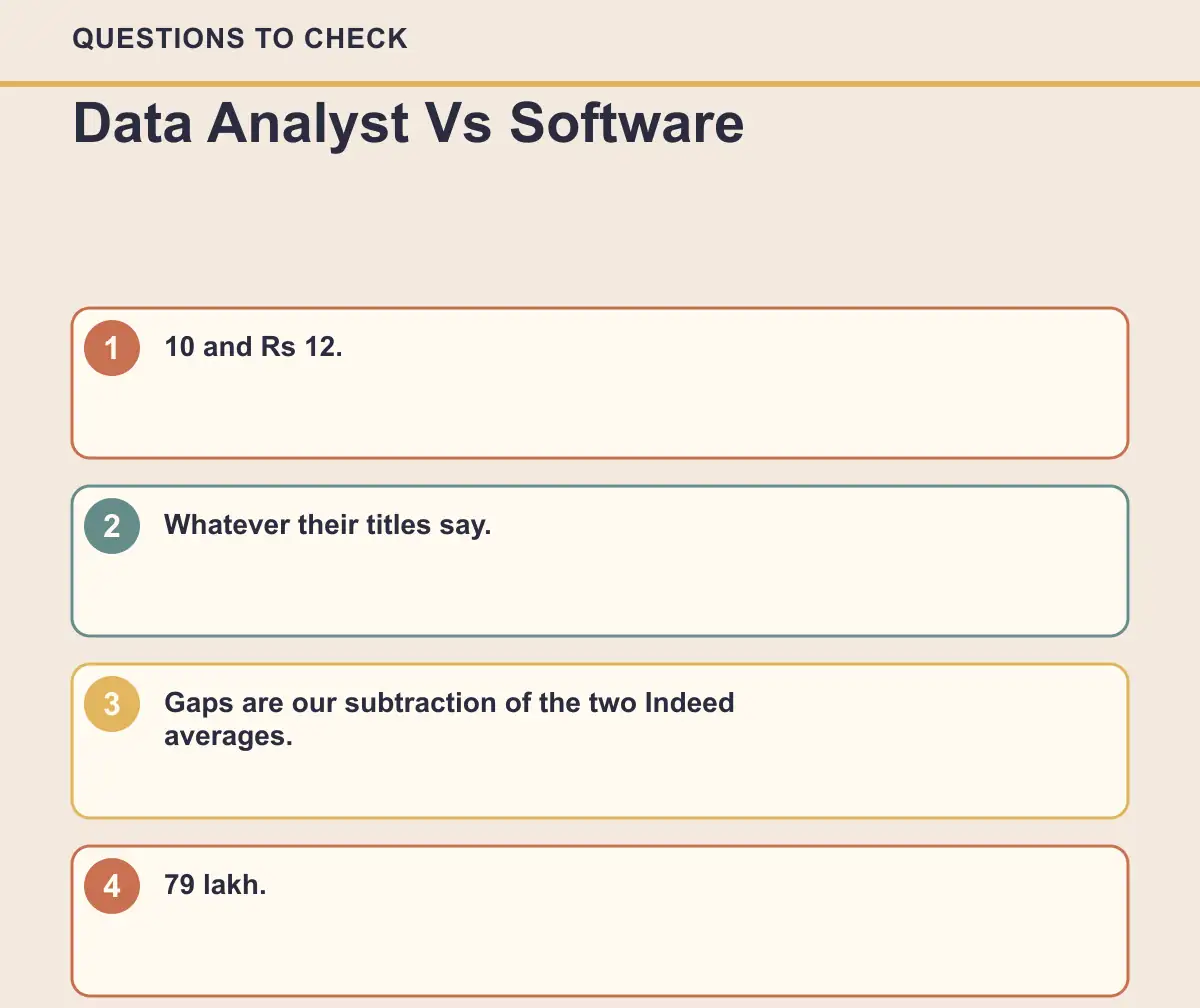 QUESTIONS TO CHECK
Data Analyst Vs Software
1
10 and Rs 12.
2
Whatever their titles say.
3
Gaps are our subtraction of the two Indeed
averages.
4
79 lakh.